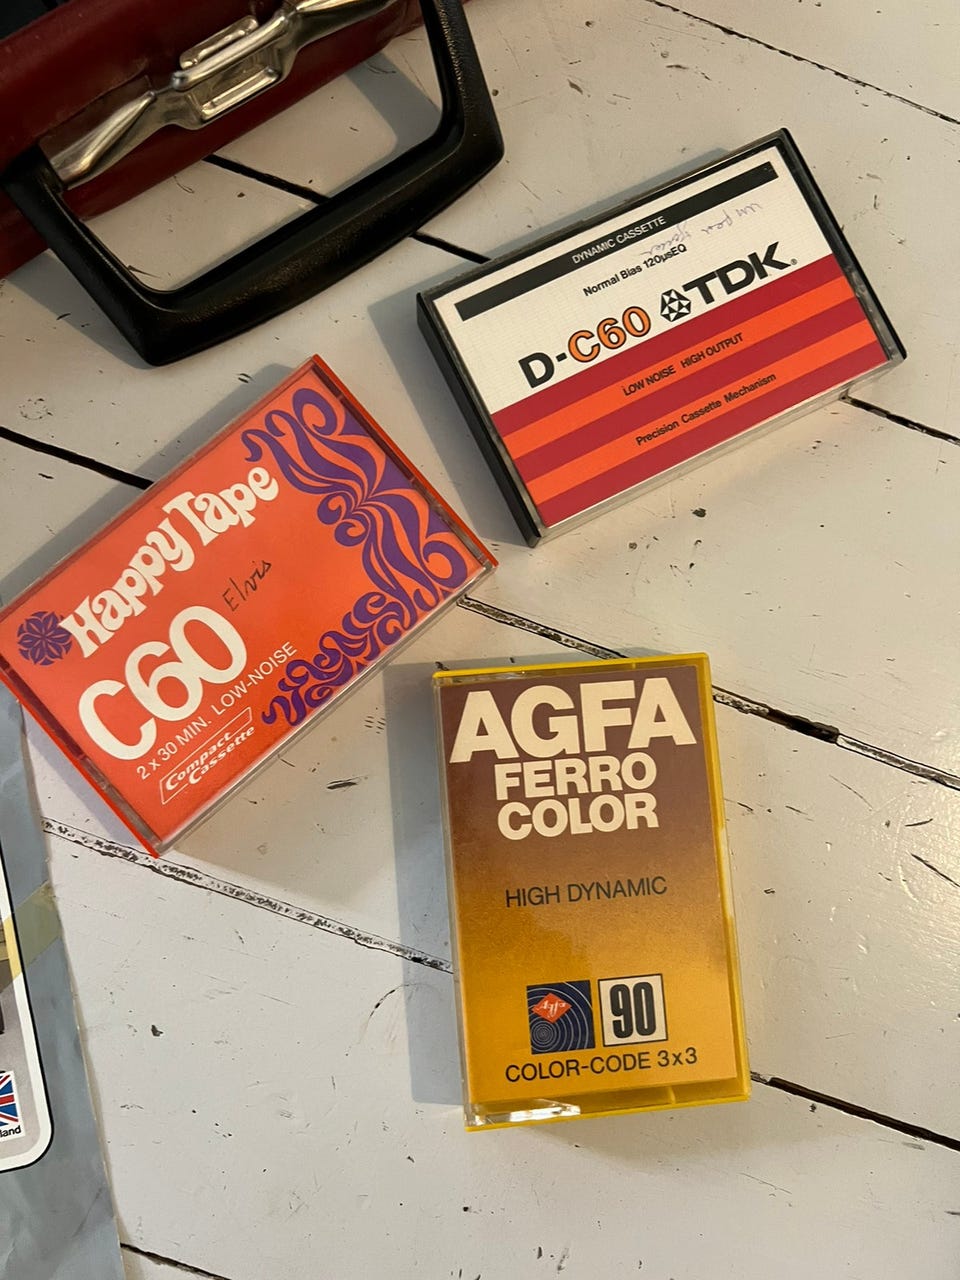 DYNAMIC CASSETTE
Normal Bias 120µsEQ
D-C60 TDK®
LOW NOISE HIGH OUTPUT
Precision Cassette Mechanism
Happy Tape
Elvis
C60
2 x 30 MIN. LOW-NOISE
Compact
Cassette
AGFA
FERRO
COLOR
HIGH DYNAMIC
Agfa
90
COLOR-CODE 3x3
land